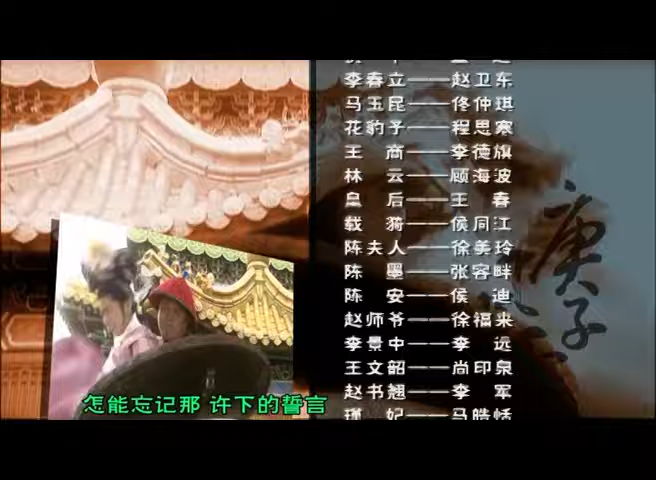 李春立——赵卫东
马玉昆——佟仲琪
花豹子——程思寒
王 商——李德旗
林 云——顾海波
皇 后——王 春
载 漪——侯同江
陈夫人——徐美玲
陈 墨——张容畔
陈 安——侯 迪
赵师爷——徐福来
李景中——李 远
王文韶——尚印泉
赵书翘——李 军
瑾 妃——马皓恬
庚子
怎能忘记那 许下的誓言